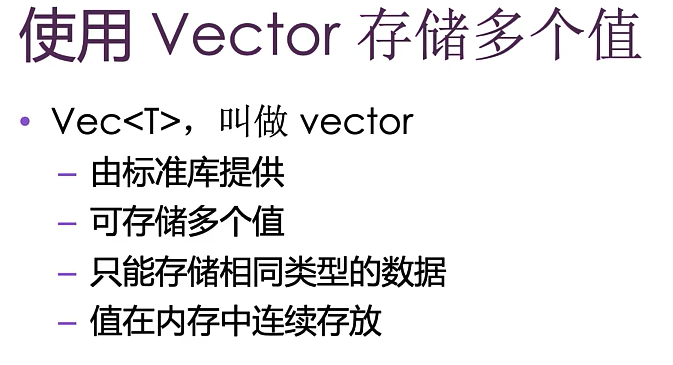 使用 Vector 存储多个值
• Vec<T>，叫做 vector
– 由标准库提供
– 可存储多个值
– 只能存储相同类型的数据
– 值在内存中连续存放